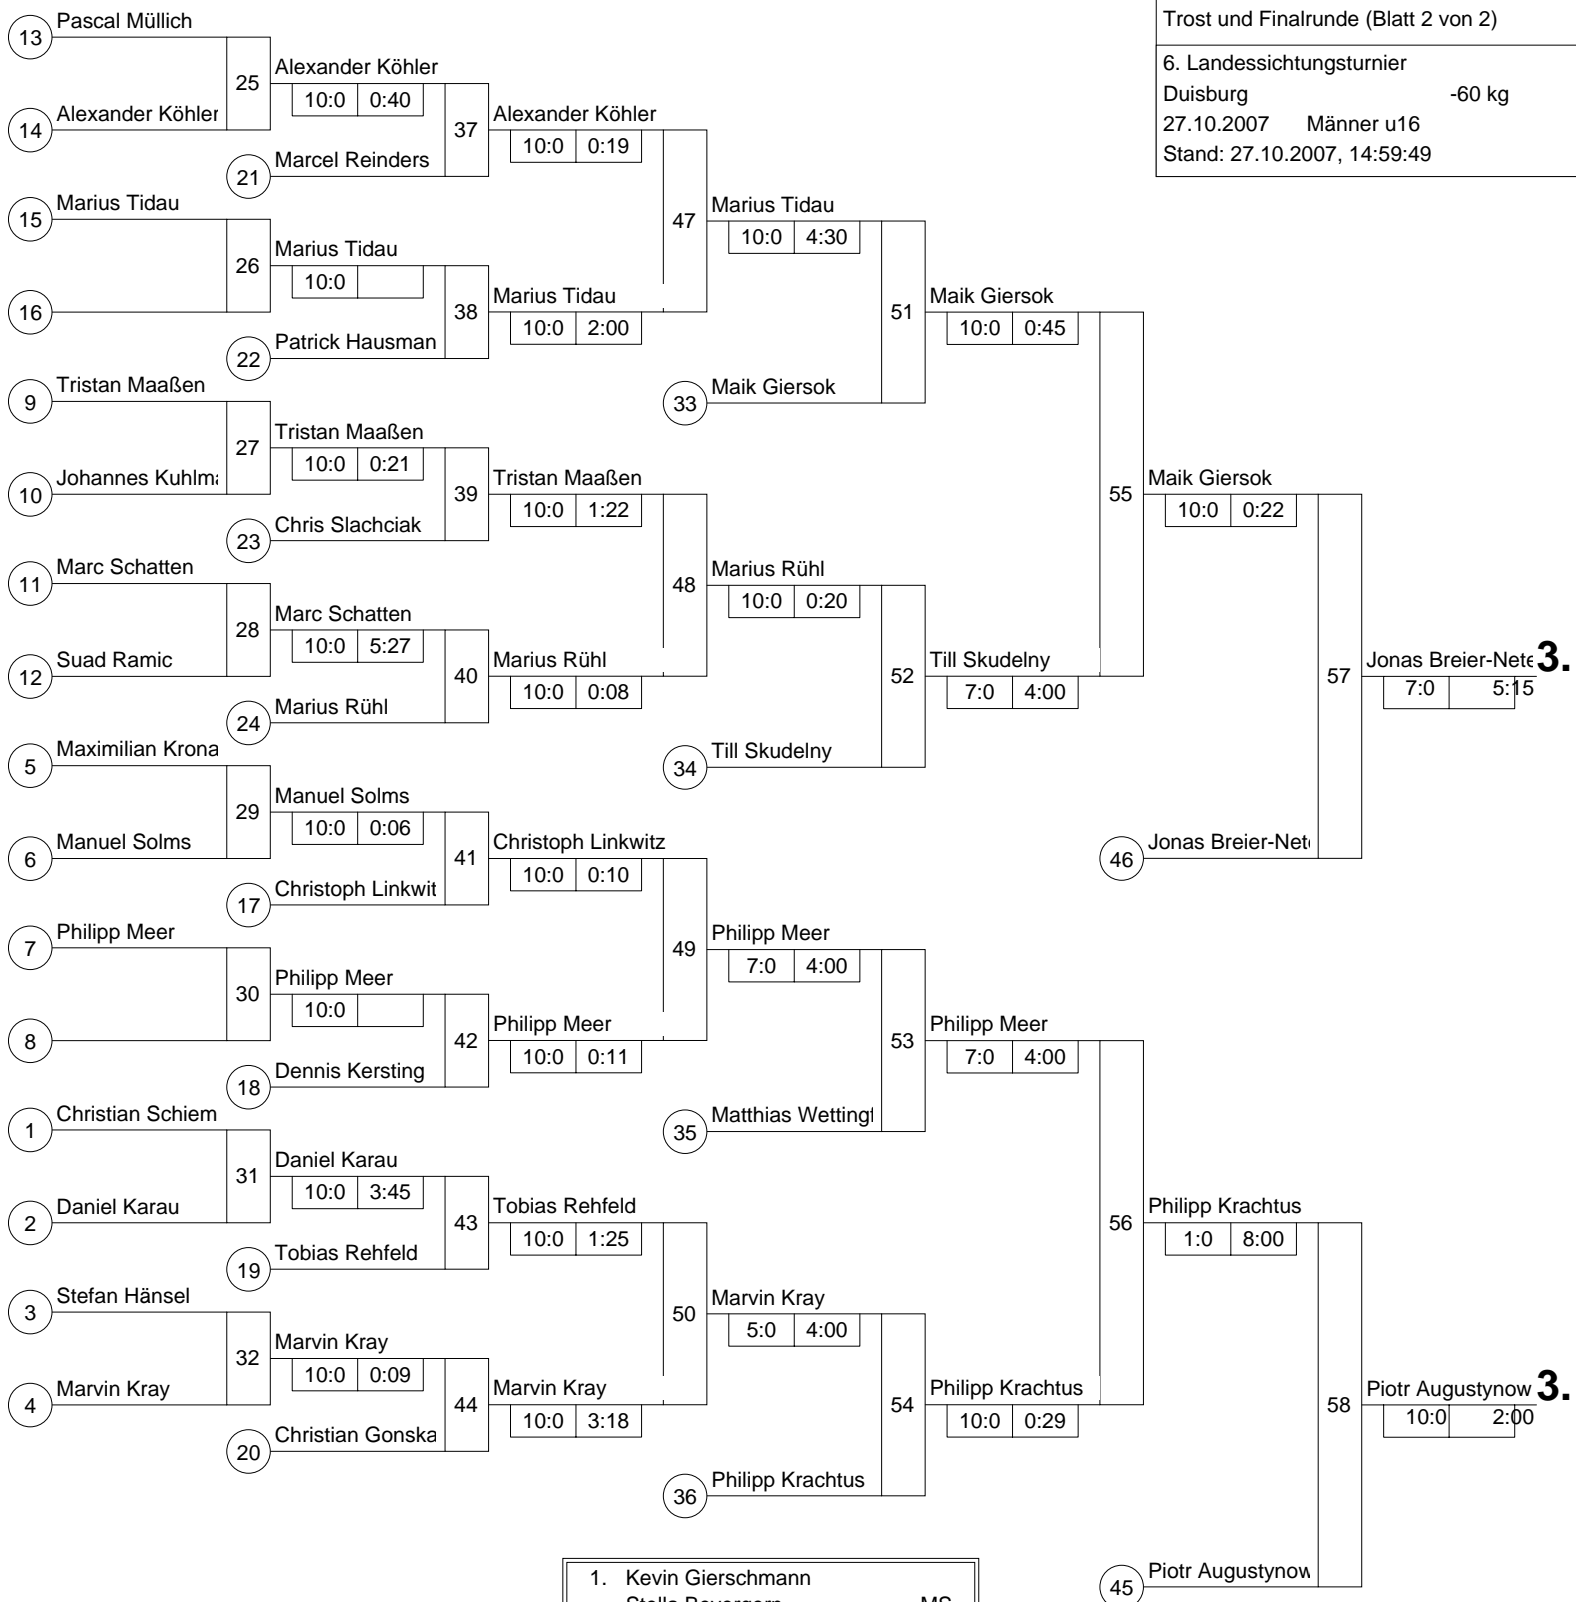 Trost und Finalrunde (Blatt 2 von 2)
6. Landessichtungsturnier
Duisburg -60 kg
27.10.2007 Männer u16
Stand: 27.10.2007, 14:59:49
13 Pascal Müllich
25 Alexander Köhler
10:0 0:40
14 Alexander Köhler
37 Alexander Köhler
10:0 0:19
21 Marcel Reinders
15 Marius Tidau
47 Marius Tidau
10:0 4:30
26 Marius Tidau
10:0
16
38 Marius Tidau
10:0 2:00
22 Patrick Hausman
51 Maik Giersok
10:0 0:45
33 Maik Giersok
9 Tristan Maaßen
27 Tristan Maaßen
10:0 0:21
10 Johannes Kuhlma
39 Tristan Maaßen
10:0 1:22
23 Chris Slachciak
55 Maik Giersok
10:0 0:22
11 Marc Schatten
48 Marius Rühl
10:0 0:20
28 Marc Schatten
10:0 5:27
12 Suad Ramic
40 Marius Rühl
10:0 0:08
24 Marius Rühl
52 Till Skudelny
7:0 4:00
34 Till Skudelny
57 Jonas Breier-Nete 3.
7:0 5:15
5 Maximilian Krona
29 Manuel Solms
10:0 0:06
6 Manuel Solms
41 Christoph Linkwitz
10:0 0:10
17 Christoph Linkwit
46 Jonas Breier-Net
7 Philipp Meer
49 Philipp Meer
7:0 4:00
30 Philipp Meer
10:0
8
42 Philipp Meer
10:0 0:11
18 Dennis Kersting
53 Philipp Meer
7:0 4:00
35 Matthias Wetting
1 Christian Schiem
31 Daniel Karau
10:0 3:45
2 Daniel Karau
43 Tobias Rehfeld
10:0 1:25
19 Tobias Rehfeld
56 Philipp Krachtus
1:0 8:00
3 Stefan Hänsel
50 Marvin Kray
5:0 4:00
32 Marvin Kray
10:0 0:09
4 Marvin Kray
44 Marvin Kray
10:0 3:18
20 Christian Gonska
54 Philipp Krachtus
10:0 0:29
36 Philipp Krachtus
58 Piotr Augustynow 3.
10:0 2:00
45 Piotr Augustynow
1. Kevin Gierschmann